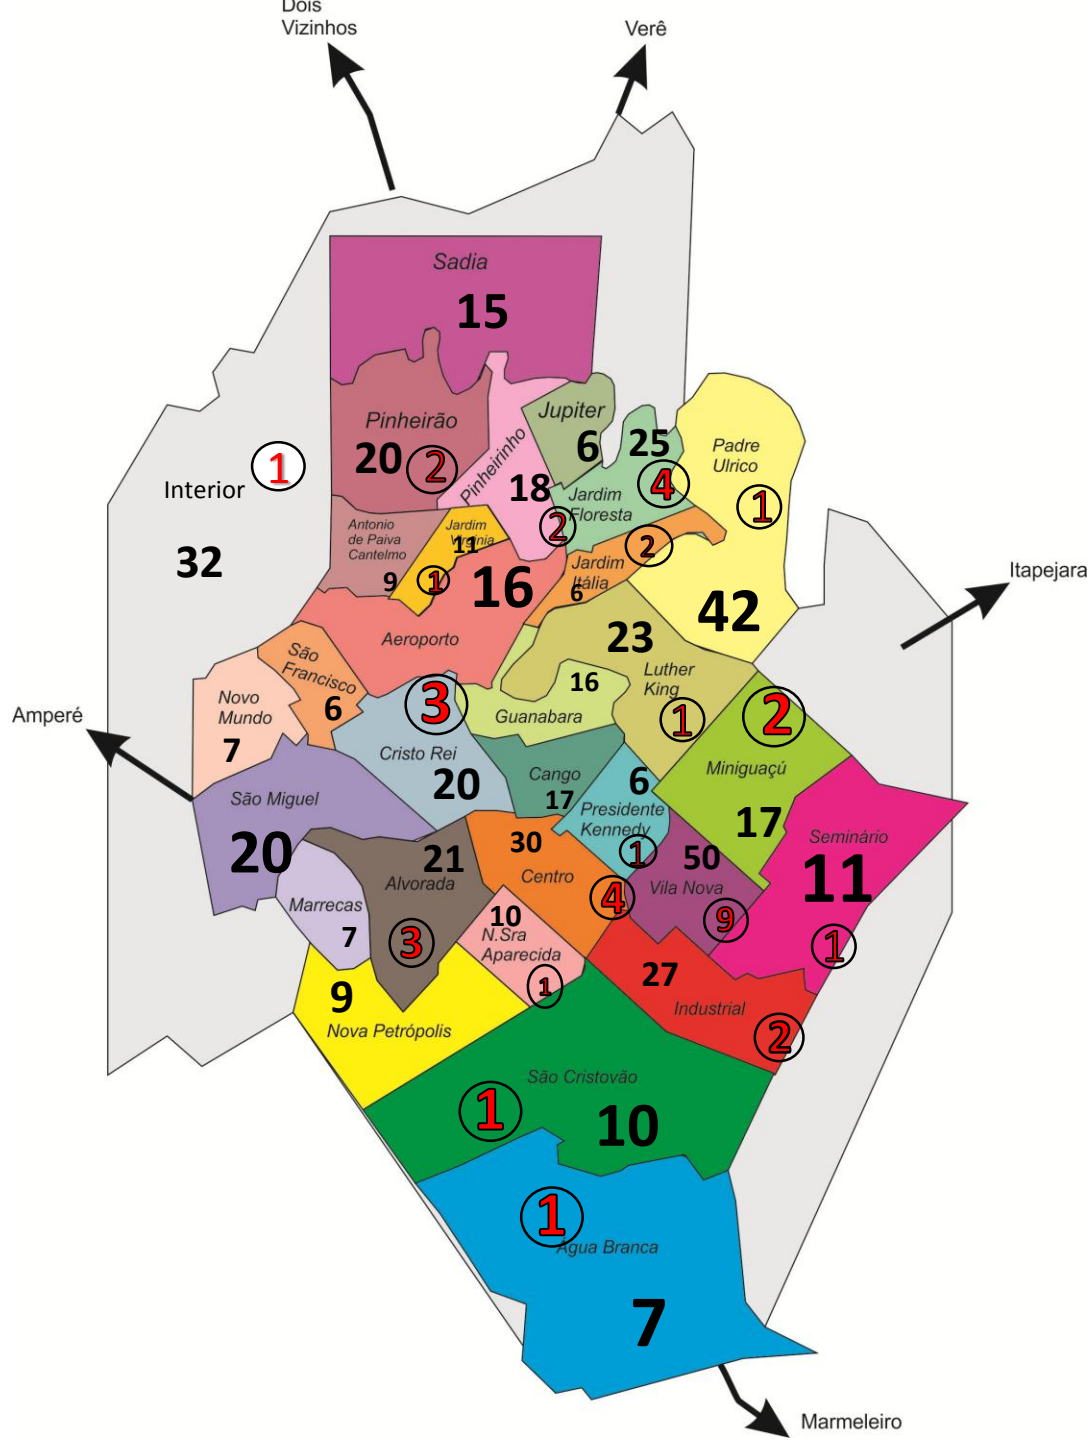 Dois
Vizinhos
Verê
Sadia
15
Pinheirão
20
2
Pinheirinho
18
2
Jupiter
6
25
4
Jardim
Floresta
Padre
Ulrico
1
42
Interior
1
32
Antonio
de Paiva
Cantelmo
9
Jardim
Virginia
11
1
16
Aeroporto
Jardim
Itália
6
2
Itapejara
23
Luther
King
1
16
Guanabara
São
Francisco
6
Novo
Mundo
7
Amperé
3
Cristo Rei
20
Cango
17
6
Presidente
Kennedy
1
2
Miniguaçú
17
São Miguel
20
21
Alvorada
3
30
Centro
4
50
Vila Nova
9
Seminário
11
1
Marrecas
7
10
N.Sra
Aparecida
1
27
Industrial
2
9
Nova Petrópolis
São Cristovão
1
10
1
Água Branca
7
Marmeleiro